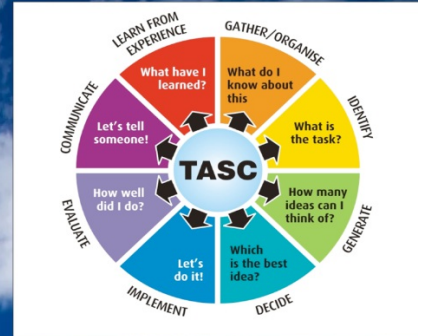 GATHER/ORGANISE
What do I
know about
this
IDENTIFY
What is
the task?
GENERATE
How many
ideas can I
think of?
DECIDE
Which
is the best
idea?
IMPLEMENT
Let's
do it!
EVALUATE
How well
did I do?
COMMUNICATE
Let's tell
someone!
LEARN FROM
EXPERIENCE
What have I
learned?
TASC